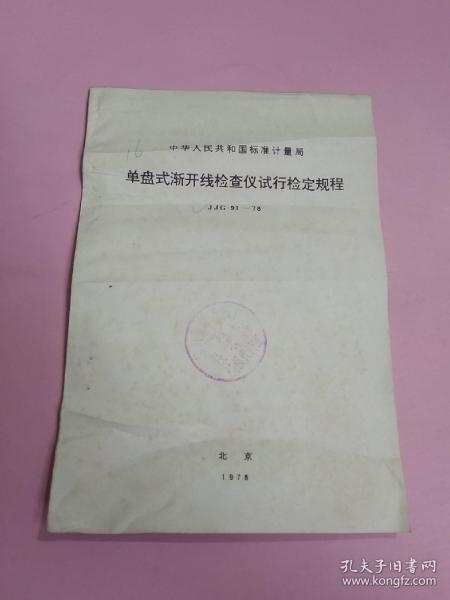 16
中华人民共和国标准计量局
单盘式渐开线检查仪试行检定规程
JJG 91—78
北京
1978
孔夫子旧书网
www.kongfz.com